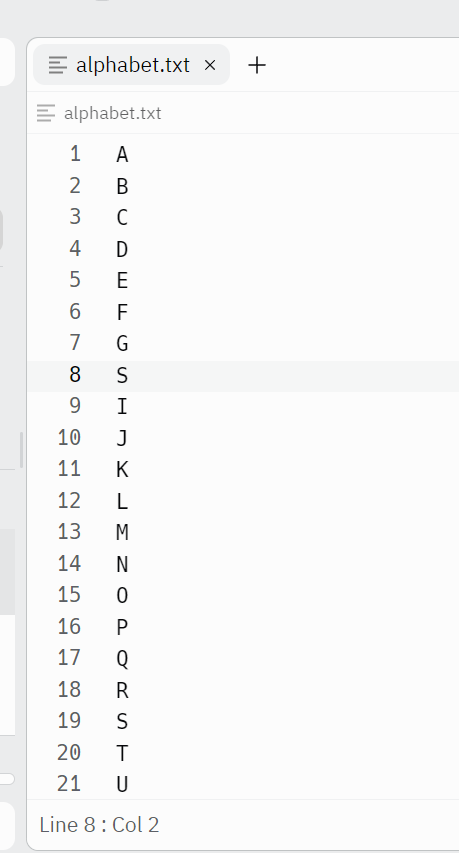 alphabet.txt × +
alphabet.txt
1 A
2 B
3 C
4 D
5 E
6 F
7 G
8 S
9 I
10 J
11 K
12 L
13 M
14 N
15 O
16 P
17 Q
18 R
19 S
20 T
21 U
Line 8 : Col 2